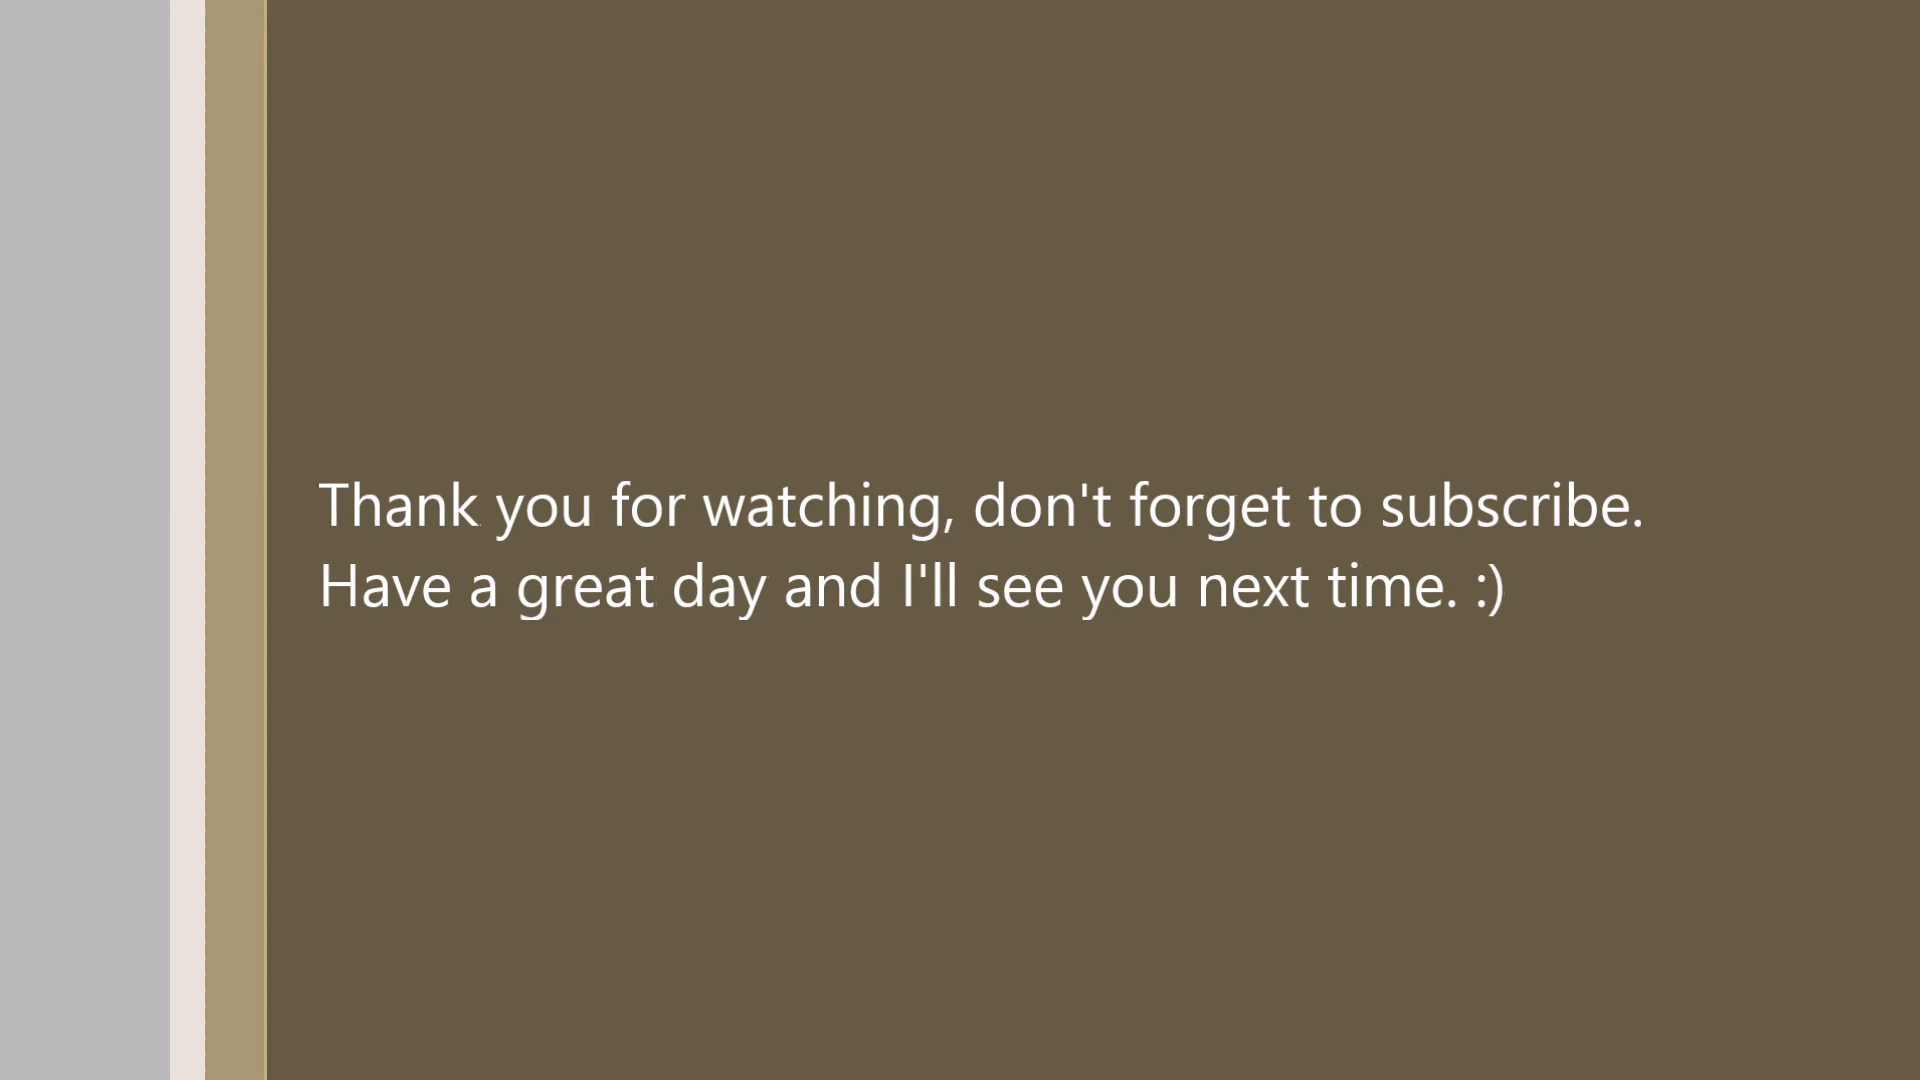 Thank you for watching, don't forget to subscribe.
Have a great day and I'll see you next time. :)